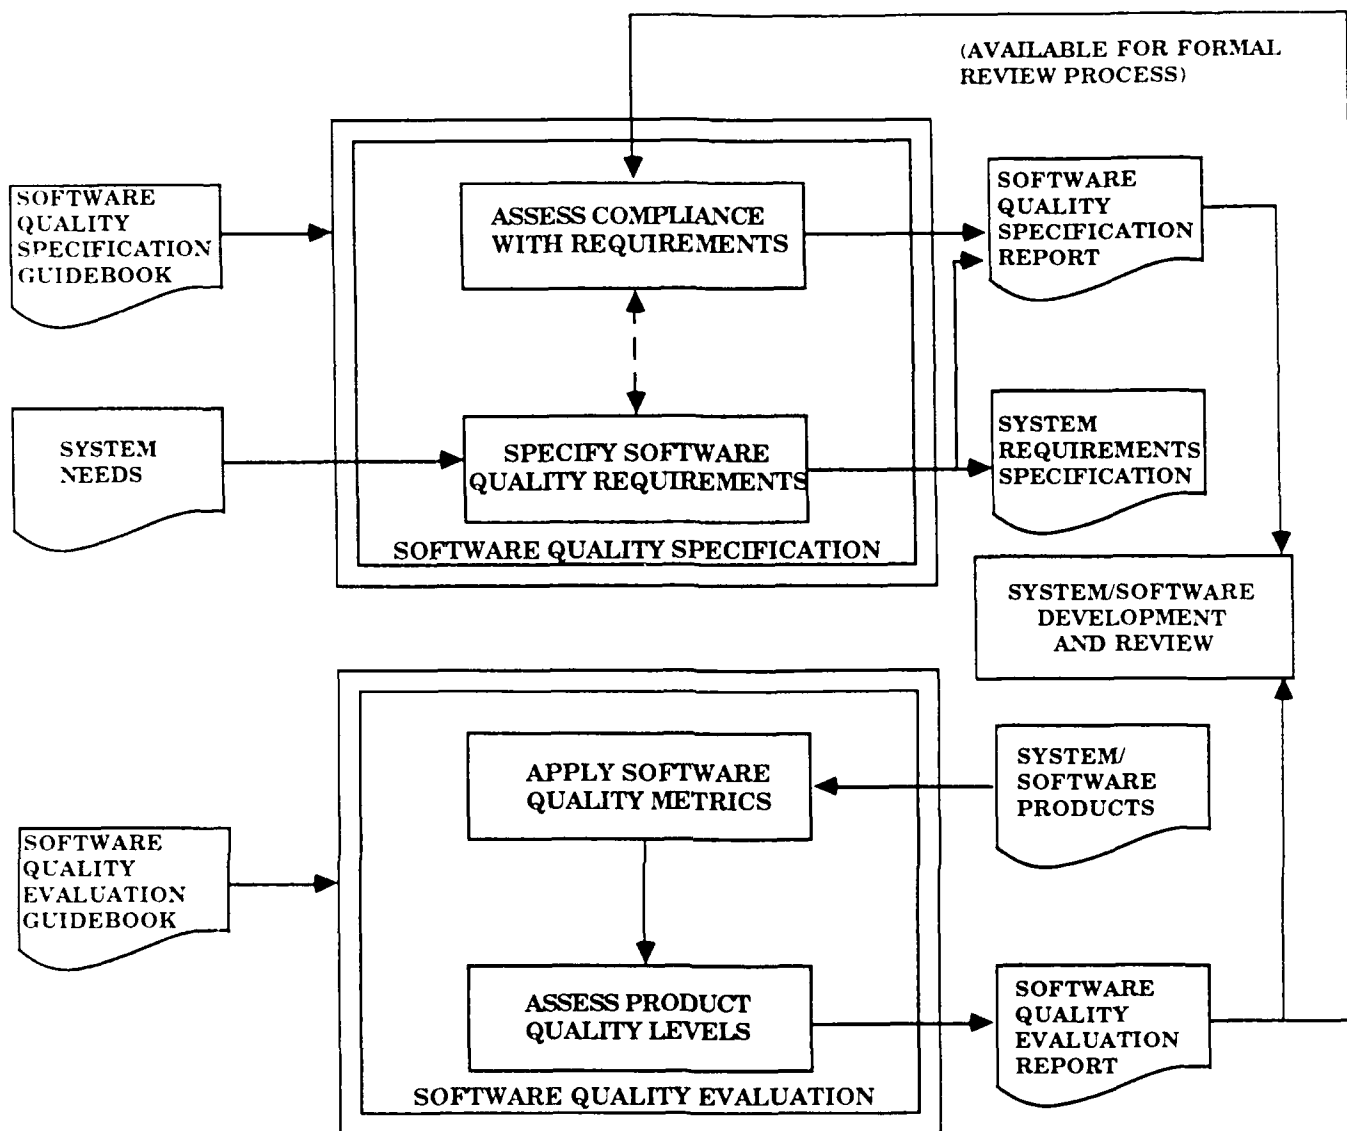 (AVAILABLE FOR FORMAL
REVIEW PROCESS)
SOFTWARE
QUALITY
SPECIFICATION
GUIDEBOOK
ASSESS COMPLIANCE
WITH REQUIREMENTS
SOFTWARE
QUALITY
SPECIFICATION
REPORT
SYSTEM
NEEDS
SPECIFY SOFTWARE
QUALITY REQUIREMENTS
SYSTEM
REQUIREMENTS
SPECIFICATION
SOFTWARE QUALITY SPECIFICATION
SYSTEM/SOFTWARE
DEVELOPMENT
AND REVIEW
APPLY SOFTWARE
QUALITY METRICS
SYSTEM/
SOFTWARE
PRODUCTS
SOFTWARE
QUALITY
EVALUATION
GUIDEBOOK
ASSESS PRODUCT
QUALITY LEVELS
SOFTWARE
QUALITY
EVALUATION
REPORT
SOFTWARE QUALITY EVALUATION